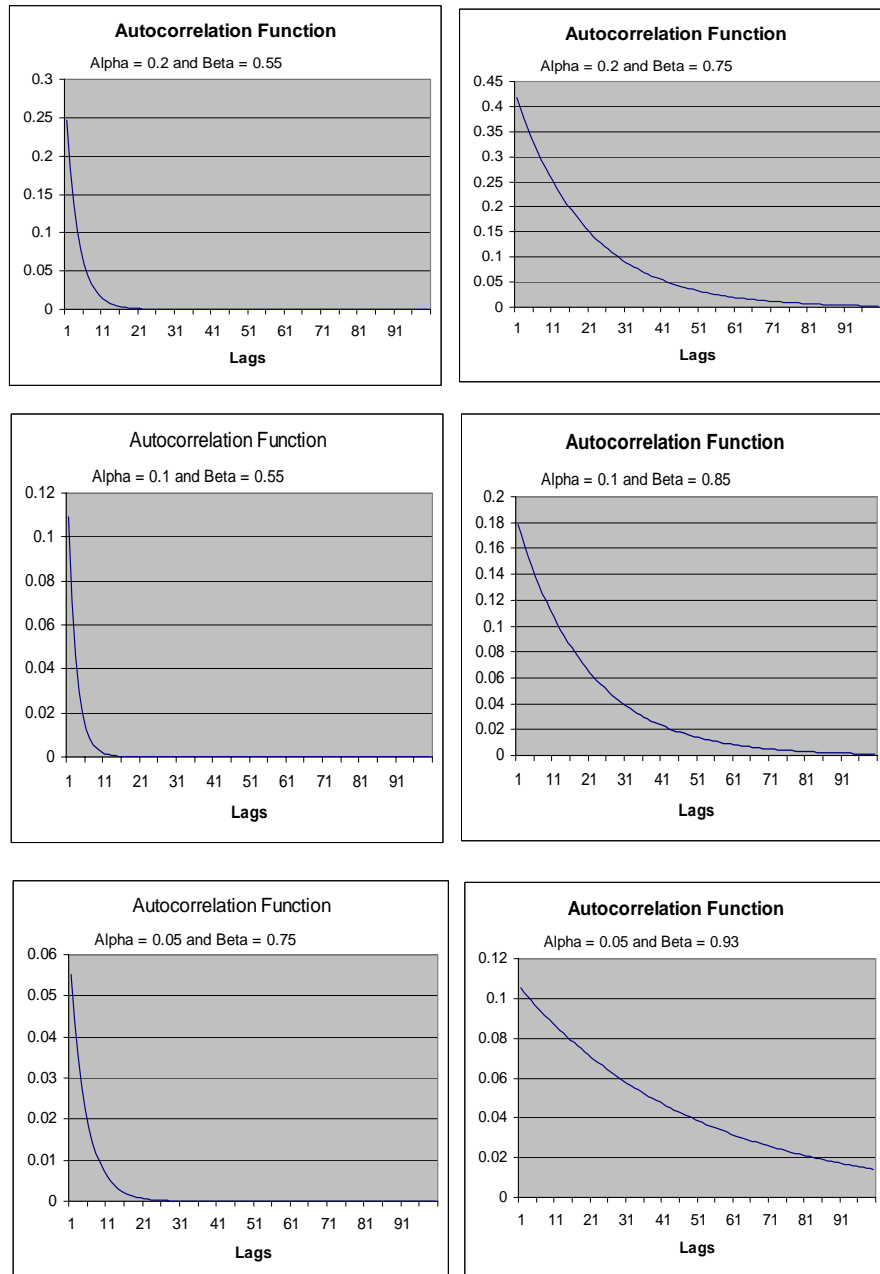 Autocorrelation Function
Alpha = 0.2 and Beta = 0.55
0.3
0.25
0.2
0.15
0.1
0.05
0
1 11 21 31 41 51 61 71 81 91
Lags
Autocorrelation Function
Alpha = 0.2 and Beta = 0.75
0.45
0.4
0.35
0.3
0.25
0.2
0.15
0.1
0.05
0
1 11 21 31 41 51 61 71 81 91
Lags
Autocorrelation Function
Alpha = 0.1 and Beta = 0.55
0.12
0.1
0.08
0.06
0.04
0.02
0
1 11 21 31 41 51 61 71 81 91
Lags
Autocorrelation Function
Alpha = 0.1 and Beta = 0.85
0.2
0.18
0.16
0.14
0.12
0.1
0.08
0.06
0.04
0.02
0
1 11 21 31 41 51 61 71 81 91
Lags
Autocorrelation Function
Alpha = 0.05 and Beta = 0.75
0.06
0.05
0.04
0.03
0.02
0.01
0
1 11 21 31 41 51 61 71 81 91
Lags
Autocorrelation Function
Alpha = 0.05 and Beta = 0.93
0.12
0.1
0.08
0.06
0.04
0.02
0
1 11 21 31 41 51 61 71 81 91
Lags